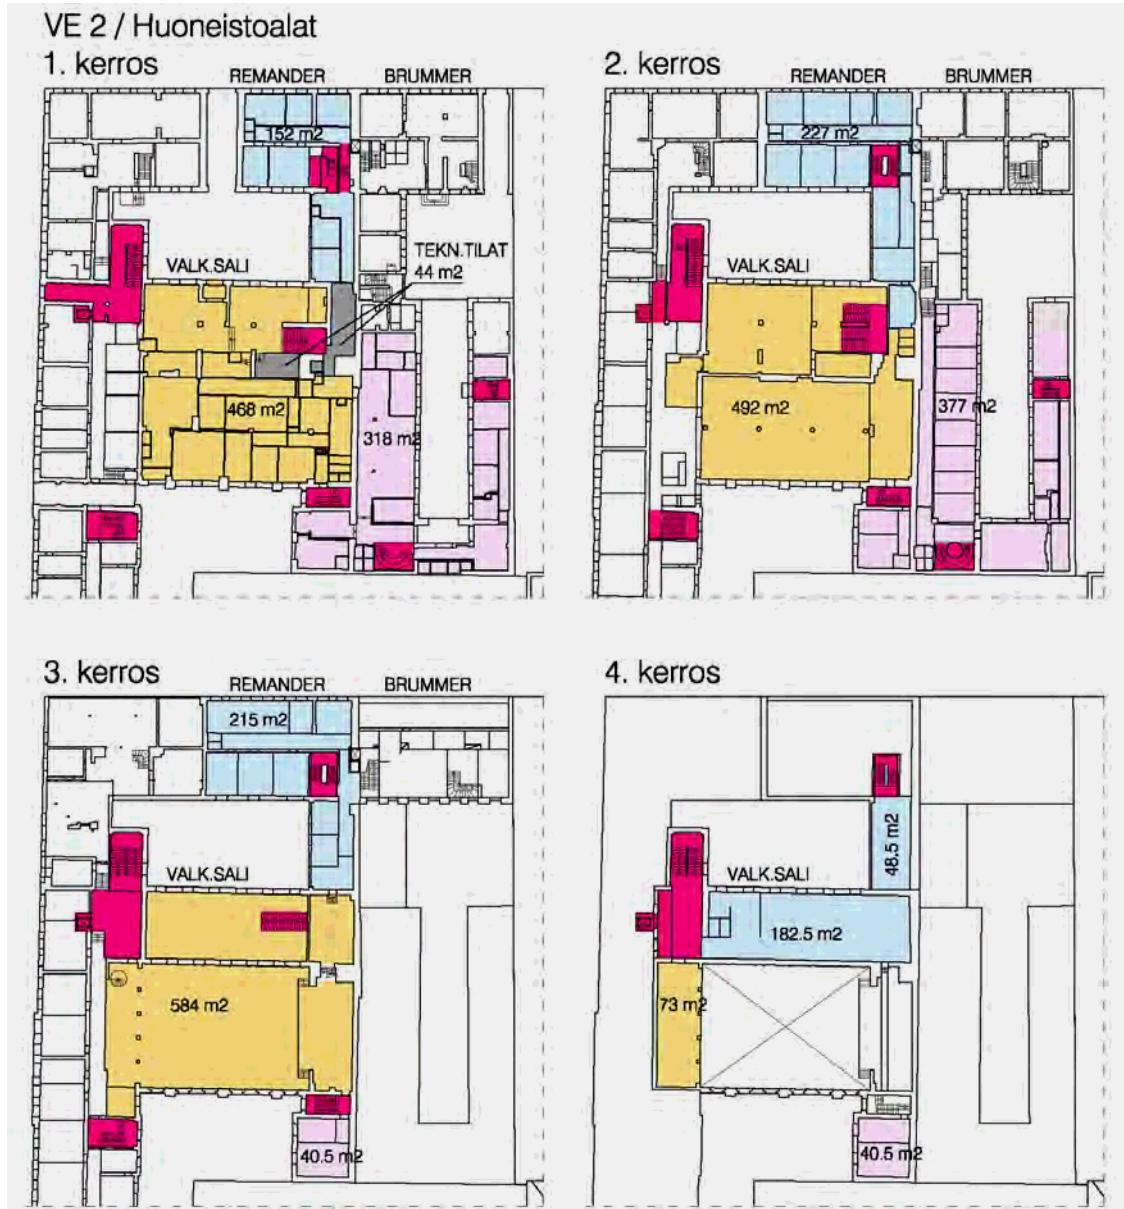 VE 2 / Huoneistoalat
1. kerros
REMANDER
BRUMMER
152 m2
VALK.SALI
TEKN.TILAT
44 m2
468 m2
318 m2
2. kerros
REMANDER
BRUMMER
227 m2
VALK.SALI
492 m2
377 m2
3. kerros
REMANDER
BRUMMER
215 m2
VALK.SALI
584 m2
40.5 m2
4. kerros
48.5 m2
VALK.SALI
182.5 m2
73 m2
40.5 m2